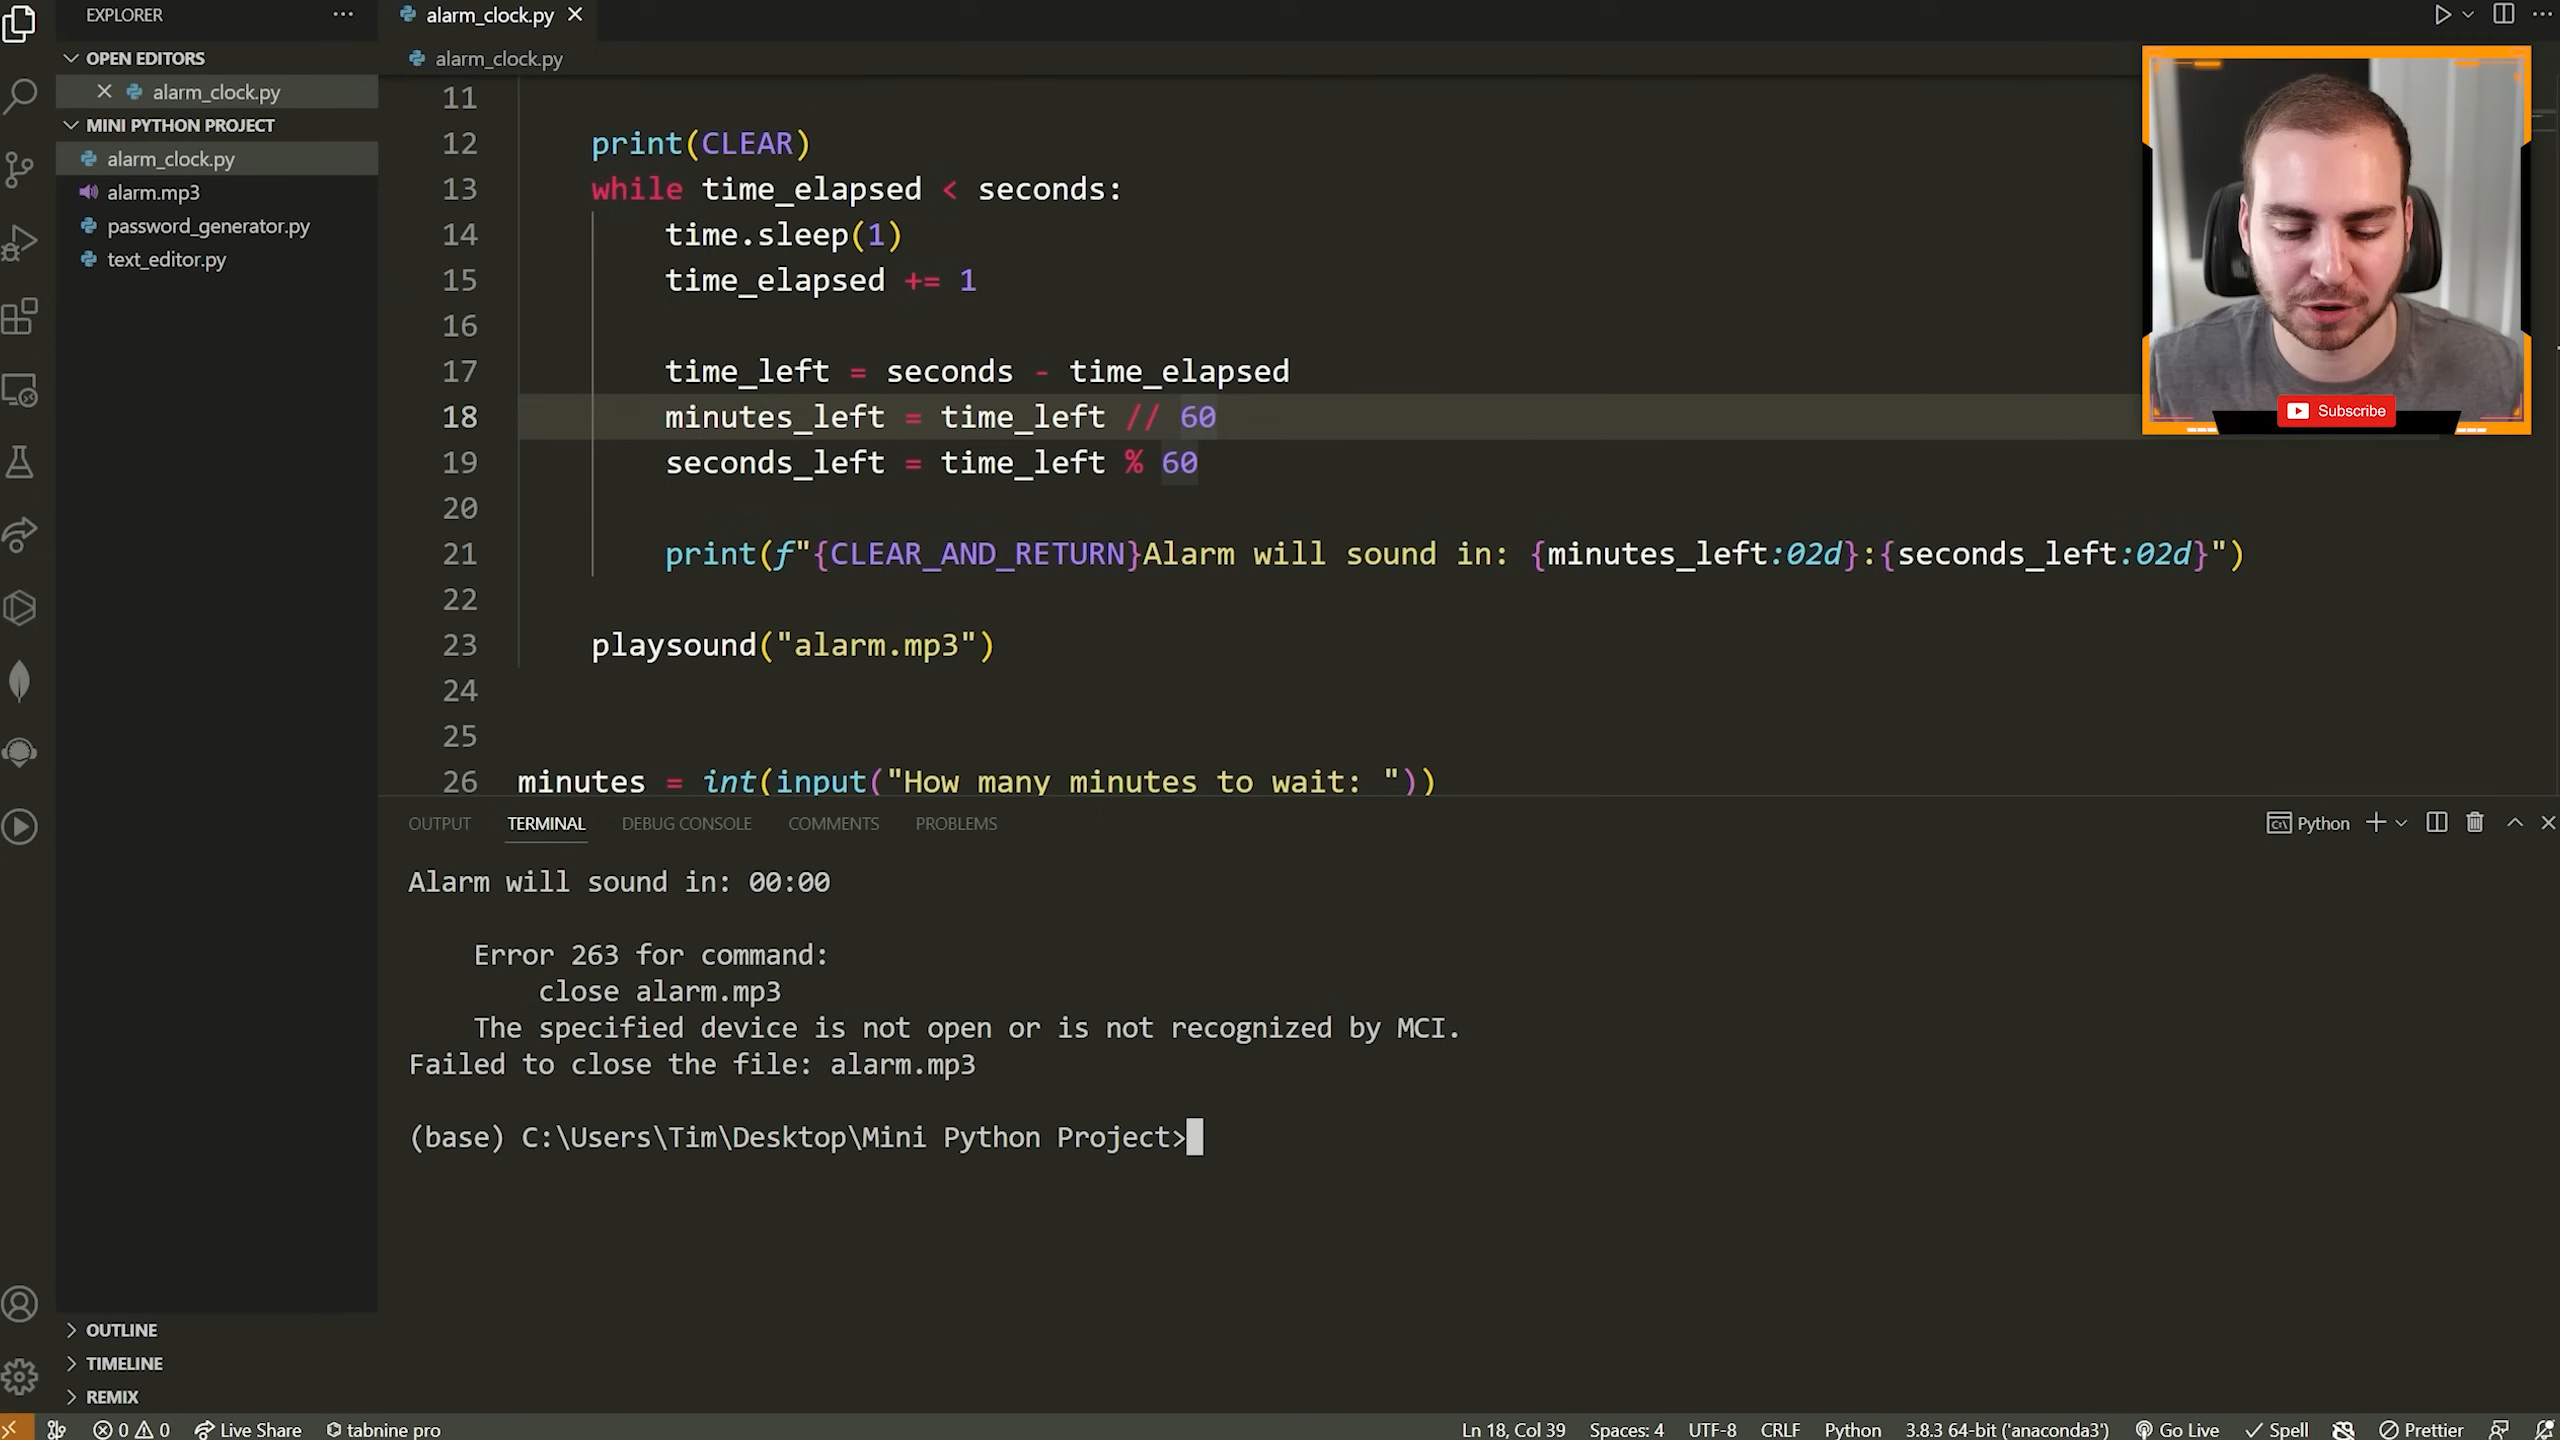 EXPLORER
OPEN EDITORS
alarm_clock.py
MINI PYTHON PROJECT
alarm_clock.py
alarm.mp3
password_generator.py
text_editor.py
OUTLINE
TIMELINE
REMIX
alarm_clock.py
alarm_clock.py
11
12 print(CLEAR)
13 while time_elapsed < seconds:
14 time.sleep(1)
15 time_elapsed += 1
16
17 time_left = seconds - time_elapsed
18 minutes_left = time_left // 60
19 seconds_left = time_left % 60
20
21 print(f"{CLEAR_AND_RETURN}Alarm will sound in: {minutes_left:02d}:{seconds_left:02d}")
22
23 playsound("alarm.mp3")
24
25
26 minutes = int(input("How many minutes to wait: "))
Subscribe
OUTPUT TERMINAL DEBUG CONSOLE COMMENTS PROBLEMS Python
Alarm will sound in: 00:00
Error 263 for command:
close alarm.mp3
The specified device is not open or is not recognized by MCI.
Failed to close the file: alarm.mp3
(base) C:\Users\Tim\Desktop\Mini Python Project>
0 0 Live Share tabnine pro Ln 18, Col 39 Spaces: 4 UTF-8 CRLF Python 3.8.3 64-bit ('anaconda3') Go Live Spell Prettier